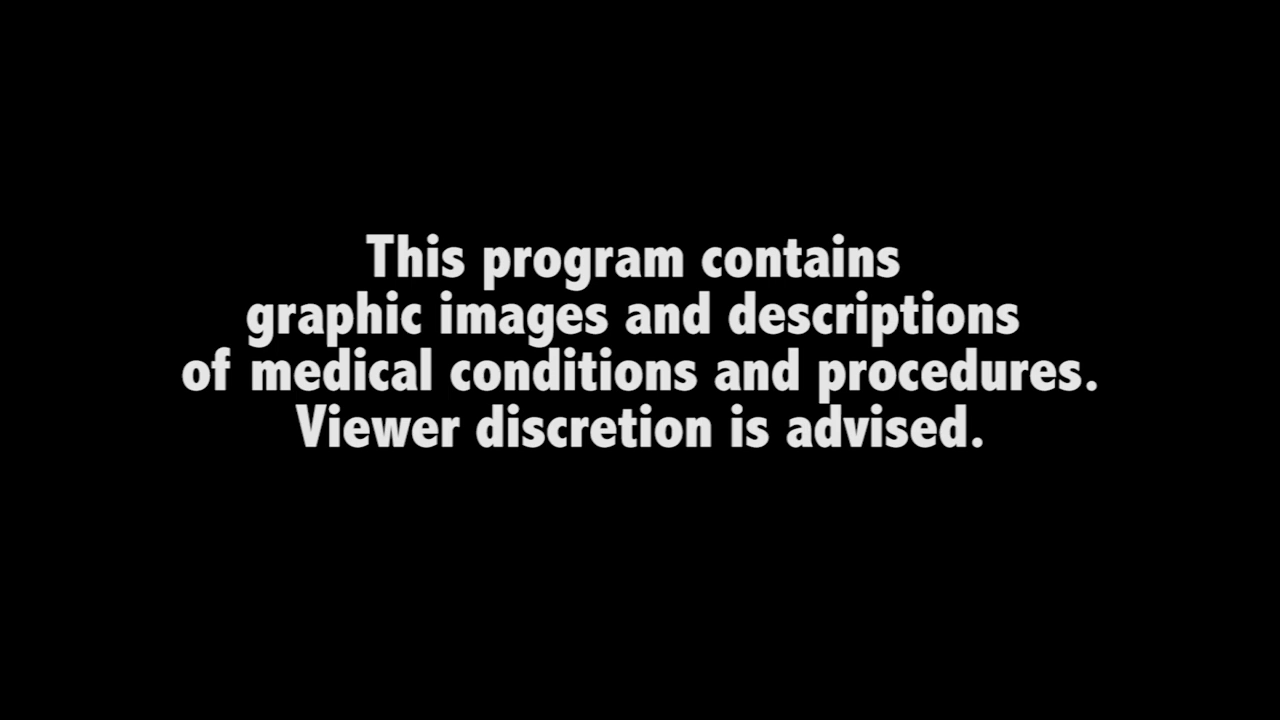 This program contains
graphic images and descriptions
of medical conditions and procedures.
Viewer discretion is advised.